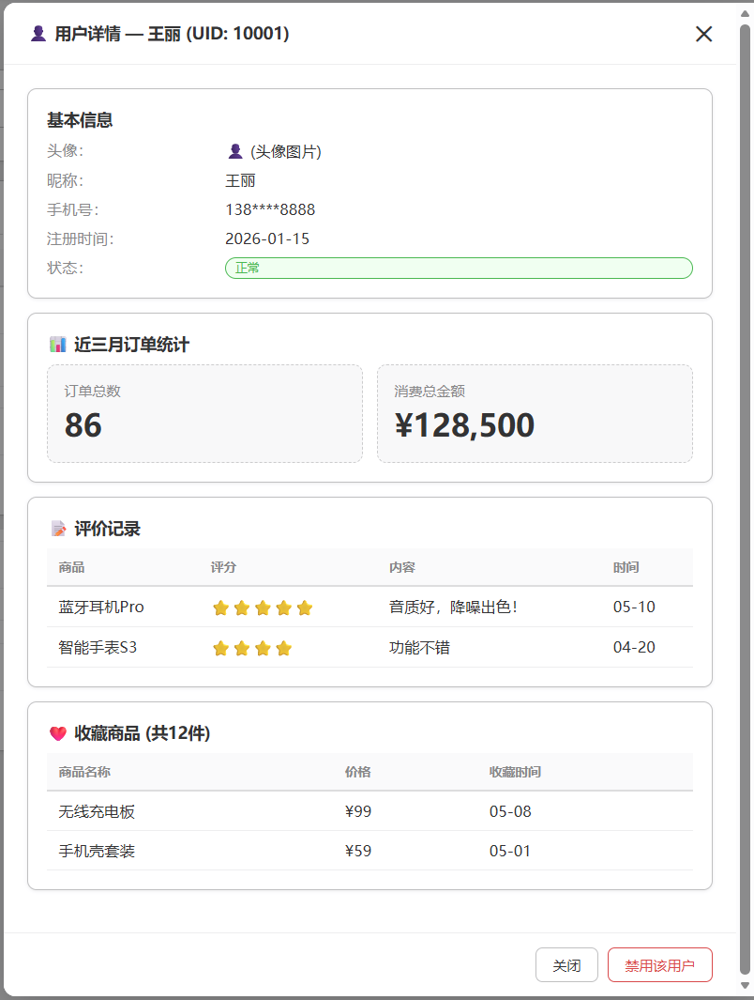 用户详情 — 王丽 (UID: 10001)
基本信息
头像: (头像图片)
昵称: 王丽
手机号: 138****8888
注册时间: 2026-01-15
状态: 正常
近三月订单统计
订单总数 消费总金额
86 ¥128,500
评价记录
商品 评分 内容 时间
蓝牙耳机Pro ⭐⭐⭐⭐⭐ 音质好，降噪出色！ 05-10
智能手表S3 ⭐⭐⭐⭐ 功能不错 04-20
收藏商品 (共12件)
商品名称 价格 收藏时间
无线充电板 ¥99 05-08
手机壳套装 ¥59 05-01
关闭 禁用该用户